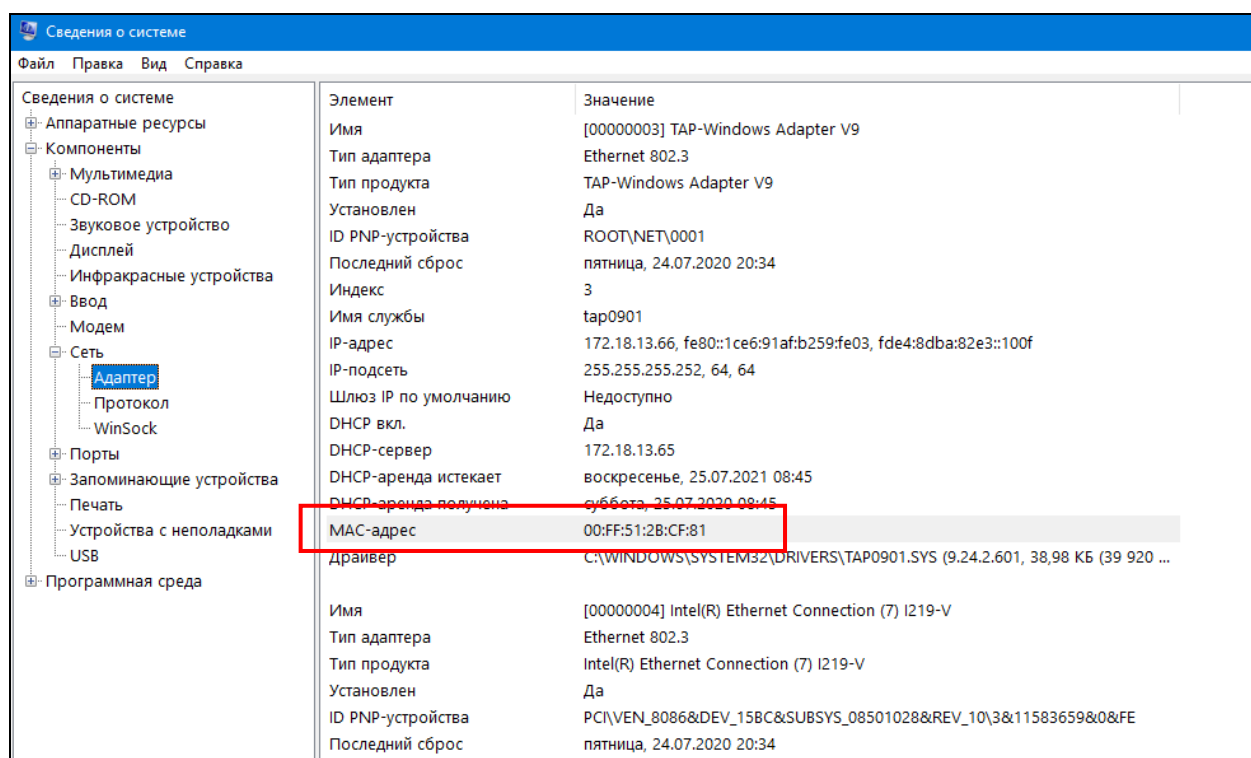 Сведения о системе
Файл Правка Вид Справка
Сведения о системе
Аппаратные ресурсы
Компоненты
Мультимедиа
CD-ROM
Звуковое устройство
Дисплей
Инфракрасные устройства
Ввод
Модем
Сеть
Адаптер
Протокол
WinSock
Порты
Запоминающие устройства
Печать
Устройства с неполадками
USB
Программная среда
Элемент Значение
Имя [00000003] TAP-Windows Adapter V9
Тип адаптера Ethernet 802.3
Тип продукта TAP-Windows Adapter V9
Установлен Да
ID PNP-устройства ROOT\NET\0001
Последний сброс пятница, 24.07.2020 20:34
Индекс 3
Имя службы tap0901
IP-адрес 172.18.13.66, fe80::1ce6:91af:b259:fe03, fde4:8dba:82e3::100f
IP-подсеть 255.255.255.252, 64, 64
Шлюз IP по умолчанию Недоступно
DHCP вкл. Да
DHCP-сервер 172.18.13.65
DHCP-аренда истекает воскресенье, 25.07.2021 08:45
DHCP-аренда получена суббота, 25.07.2020 08:45
MAC-адрес 00:FF:51:2B:CF:81
Драйвер C:\WINDOWS\SYSTEM32\DRIVERS\TAP0901.SYS (9.24.2.601, 38,98 КБ (39 920 ...
Имя [00000004] Intel(R) Ethernet Connection (7) I219-V
Тип адаптера Ethernet 802.3
Тип продукта Intel(R) Ethernet Connection (7) I219-V
Установлен Да
ID PNP-устройства PCI\VEN_8086&DEV_15BC&SUBSYS_08501028&REV_10\3&11583659&0&FE
Последний сброс пятница, 24.07.2020 20:34